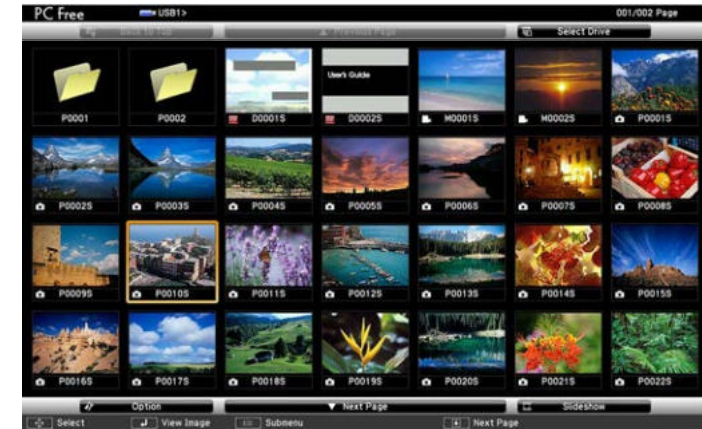 PC Free USB1> 001/002 Page
Back to Top ▲ Previous Page Select Drive
User's Guide
P0001 P0002 D0001S D0002S M0001S M0002S P0001S
P0002S P0003S P0004S P0005S P0006S P0007S P0008S
P0009S P0010S P0011S P0012S P0013S P0014S P0015S
P0016S P0017S P0018S P0019S P0020S P0021S P0022S
Option ▼ Next Page Slideshow
Select View Image Esc Submenu Next Page